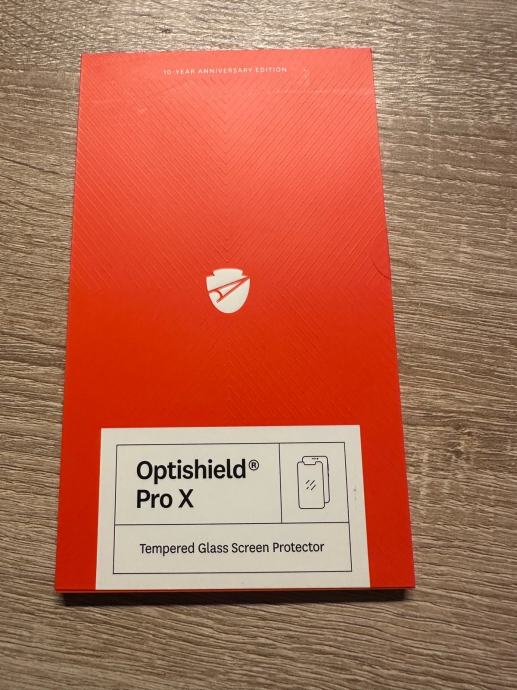 10-YEAR ANNIVERSARY EDITION
Optishield®
Pro X
Tempered Glass Screen Protector